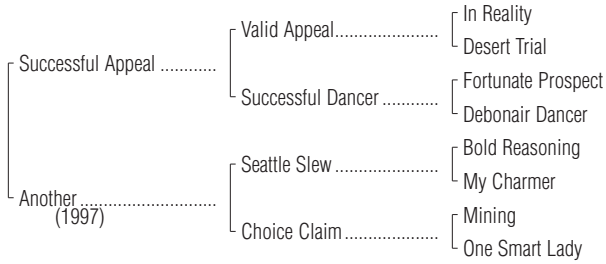 In Reality
Valid Appeal....................
Desert Trial
Successful Appeal ...........
Fortunate Prospect
Successful Dancer ...........
Debonair Dancer
Bold Reasoning
Seattle Slew ....................
My Charmer
Another..........................
(1997)
Mining
Choice Claim ..................
One Smart Lady